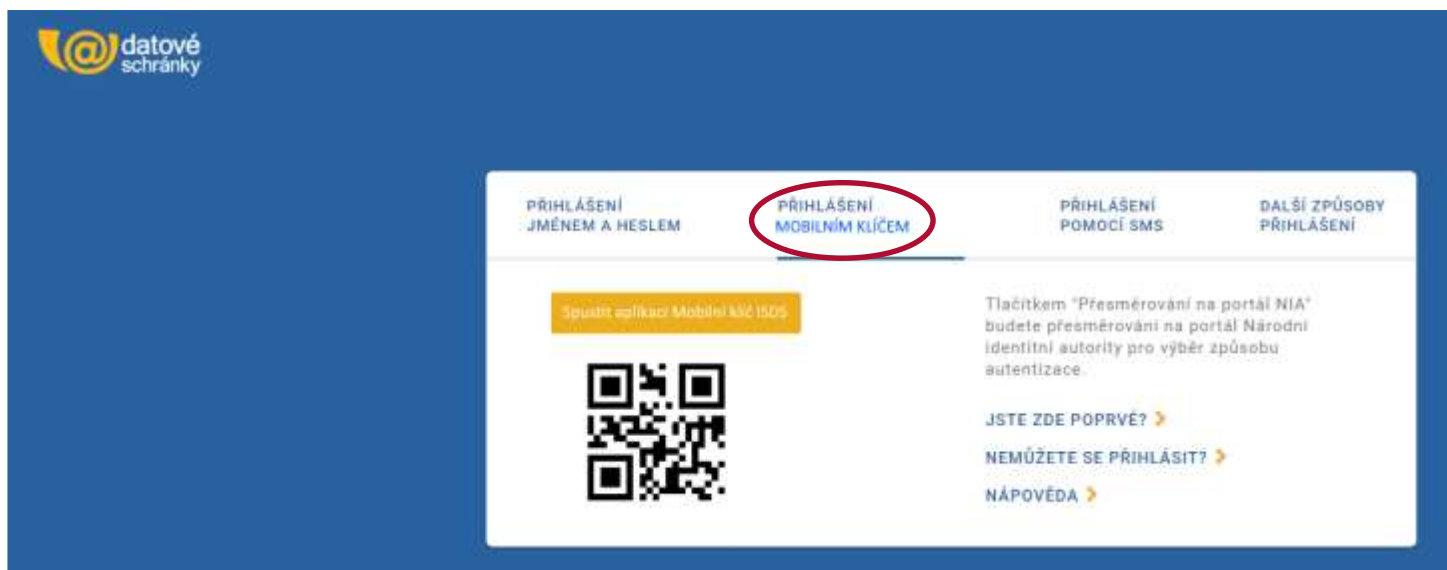 datové
schránky
PŘIHLÁŠENÍ
JMÉNEM A HESLEM
PŘIHLÁŠENÍ
MOBILNÍM KLÍČEM
PŘIHLÁŠENÍ
POMOCÍ SMS
DALŠÍ ZPŮSOBY
PŘIHLÁŠENÍ
Spustit aplikaci Mobilní klíč ISDS
Tlačítkem "Přesměrování na portál NIA"
budete přesměrováni na portál Národní
identitní autority pro výběr způsobu
autentizace.
JSTE ZDE POPRVÉ?
NEMŮŽETE SE PŘIHLÁSIT?
NÁPOVĚDA